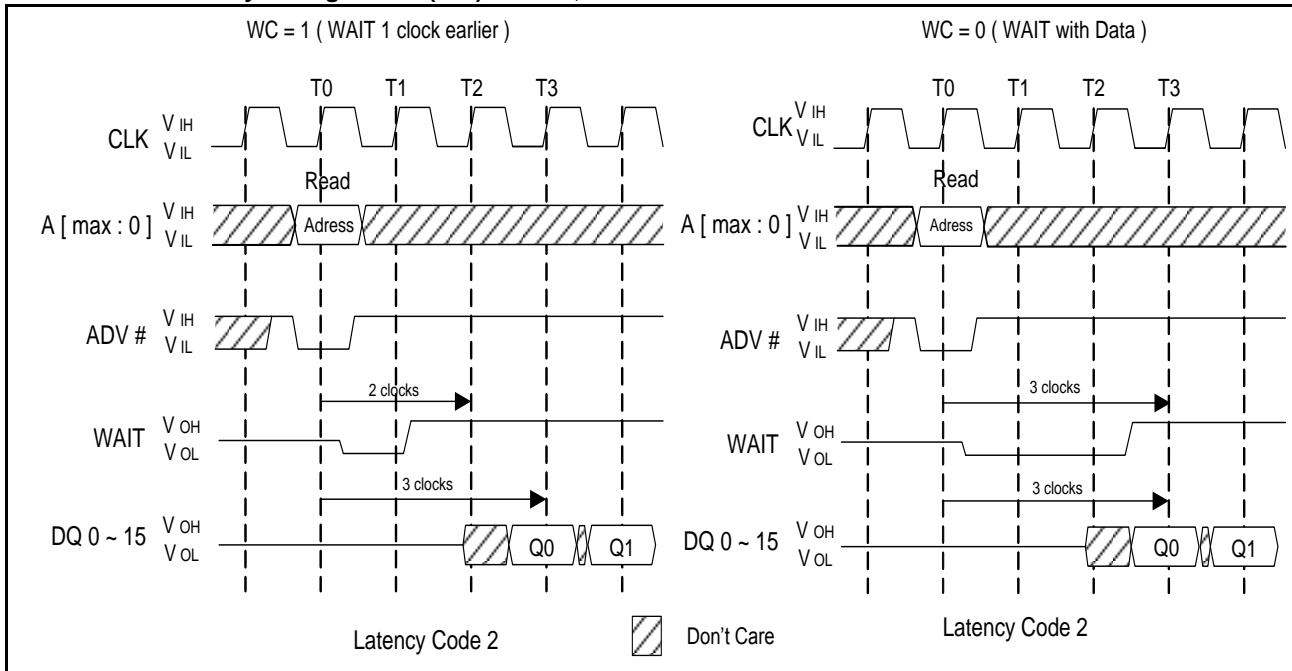 WC = 1 ( WAIT 1 clock earlier )
WC = 0 ( WAIT with Data )
T0 T1 T2 T3
T0 T1 T2 T3
CLK V IH V IL
CLK V IH V IL
Read
Read
A [ max : 0 ] V IH V IL
Adress
A [ max : 0 ] V IH V IL
Adress
ADV # V IH V IL
ADV # V IH V IL
2 clocks
3 clocks
WAIT V OH V OL
WAIT V OH V OL
3 clocks
3 clocks
DQ 0 ~ 15 V OH V OL
Q0 Q1
DQ 0 ~ 15 V OH V OL
Q0 Q1
Latency Code 2
Don't Care
Latency Code 2